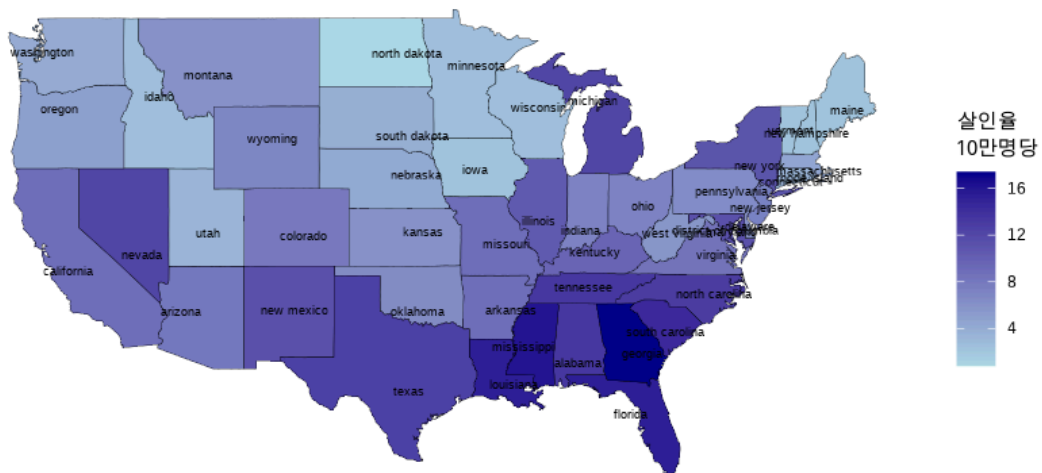 washington
north dakota
minnesota
montana
idaho
oregon
wisconsin
michigan
maine
vermont
new hampshire
wyoming
south dakota
new york
massachusetts
iowa
nebraska
pennsylvania
ohio
new jersey
utah
colorado
kansas
illinois
indiana
west virginia
nevada
missouri
virginia
california
kentucky
tennessee
north carolina
arizona
new mexico
oklahoma
arkansas
south carolina
mississippi
georgia
alabama
texas
louisiana
florida
살인율
10만명당
16
12
8
4